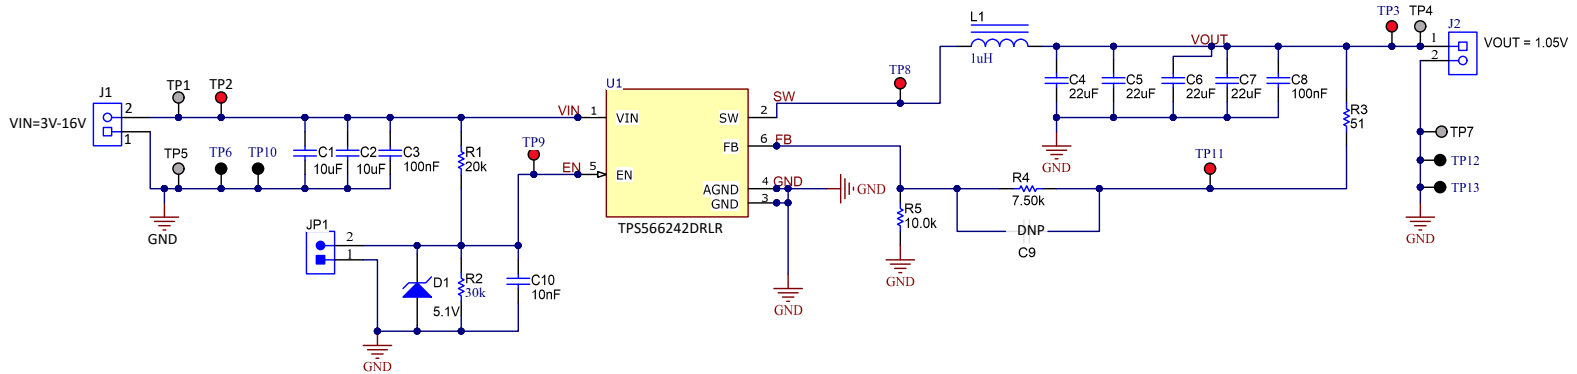 J1
2
1
VIN=3V-16V
TP1
TP2
TP5
TP6
TP10
GND
C1
10uF
C2
10uF
C3
100nF
R1
20k
JP1
2
1
D1
5.1V
R2
30k
C10
10nF
GND
TP9
VIN
EN
1
5
U1
VIN
EN
SW
FB
AGND
GND
TPS566242DRLR
2
6
4
3
SW
FB
GND
GND
GND
TP8
R5
10.0k
GND
L1
1uH
R4
7.50k
DNP
C9
TP11
VOUT
C4
22uF
C5
22uF
C6
22uF
C7
22uF
C8
100nF
GND
R3
51
TP3
TP4
J2
1
2
VOUT = 1.05V
TP7
TP12
TP13
GND